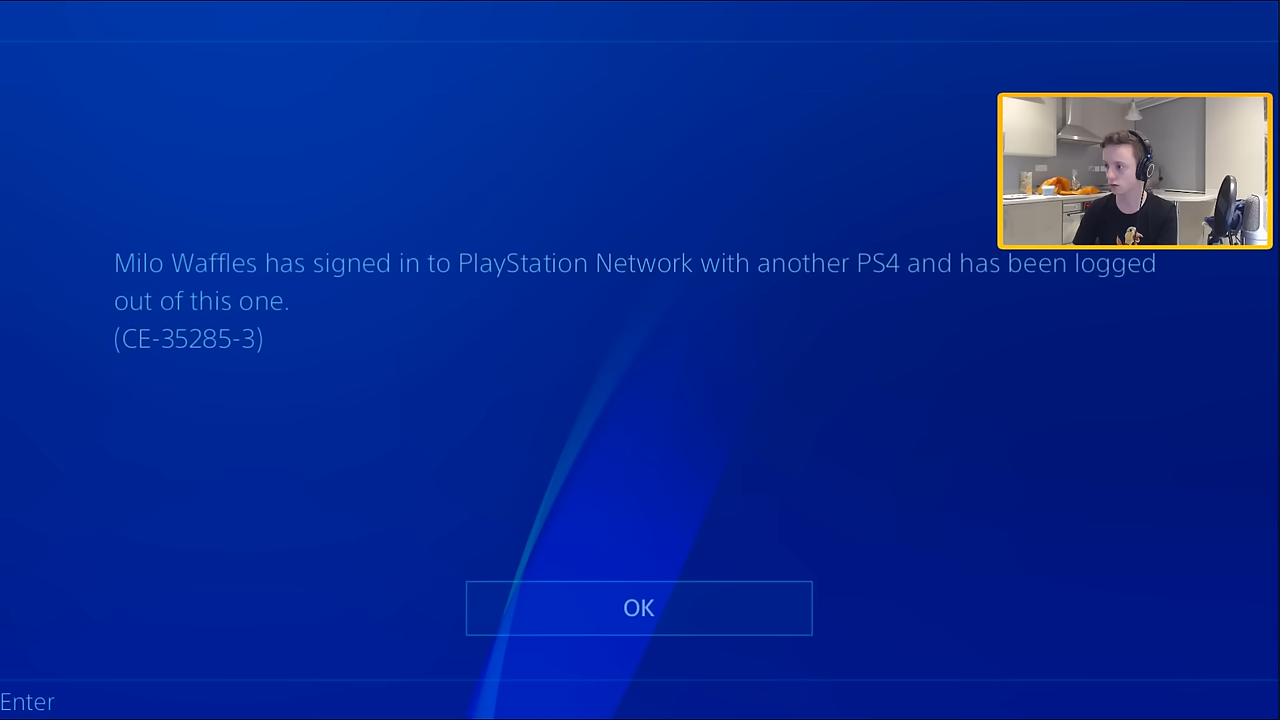 Milo Waffles has signed in to PlayStation Network with another PS4 and has been logged
out of this one.
(CE-35285-3)
OK
Enter